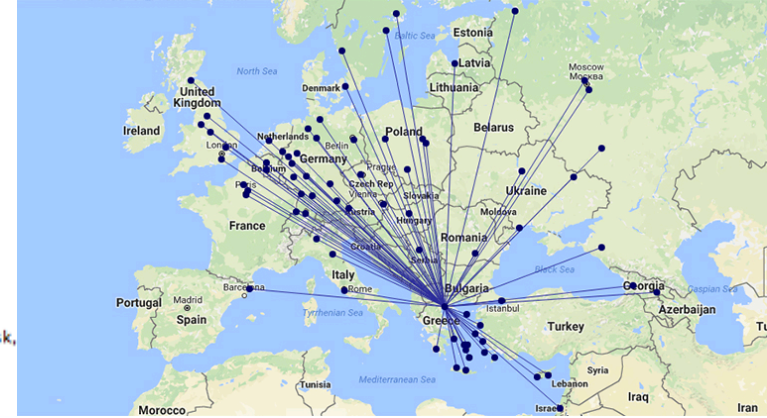 Estonia
Baltic Sea
North Sea
Latvia
Moscow
Москва
Denmark
Lithuania
United
Kingdom
Ireland
Netherlands
Poland
Belarus
London
Berlin
Germany
Belgium
Prague
Paris
Czech Rep
Ukraine
Vienna
Slovakia
Austria
Hungary
Moldova
France
Romania
Croatia
Serbia
Italy
Black Sea
Barcelona
Rome
Bulgaria
Georgia
Caspian Sea
Portugal
Madrid
Spain
Istanbul
Azerbaijan
Tyrrhenian Sea
Greece
Turkey
Tu
sk,
Syria
Mediterranean Sea
Lebanon
Tunisia
Iraq
Israel
Morocco
Iran